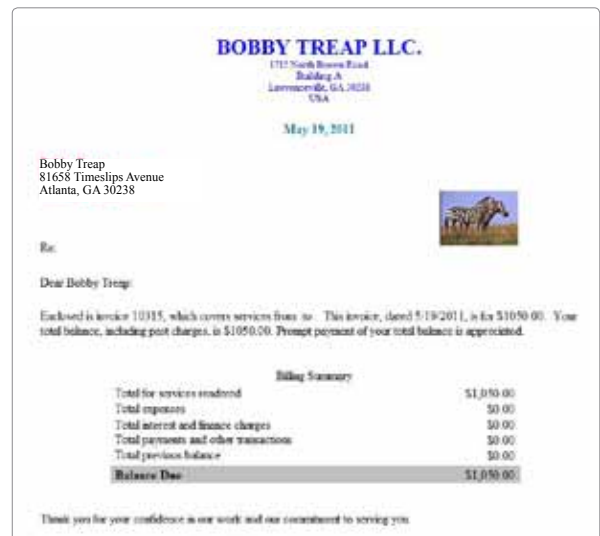 BOBBY TREAP LLC.
1715 North Brown Road
Building A
Lawrenceville, GA 30238
USA
May 19, 2011
Bobby Treap
81658 Timeslips Avenue
Atlanta, GA 30238
Re:
Dear Bobby Treap:
Enclosed is invoice 10315, which covers services from to . This invoice, dated 5/19/2011, is for $1050.00. Your
total balance, including past charges, is $1050.00. Prompt payment of your total balance is appreciated.
Billing Summary
Total for services rendered $1,050.00
Total expenses $0.00
Total interest and finance charges $0.00
Total payments and other transactions $0.00
Total previous balance $0.00
Balance Due $1,050.00
Thank you for your confidence in our work and our commitment to serving you.